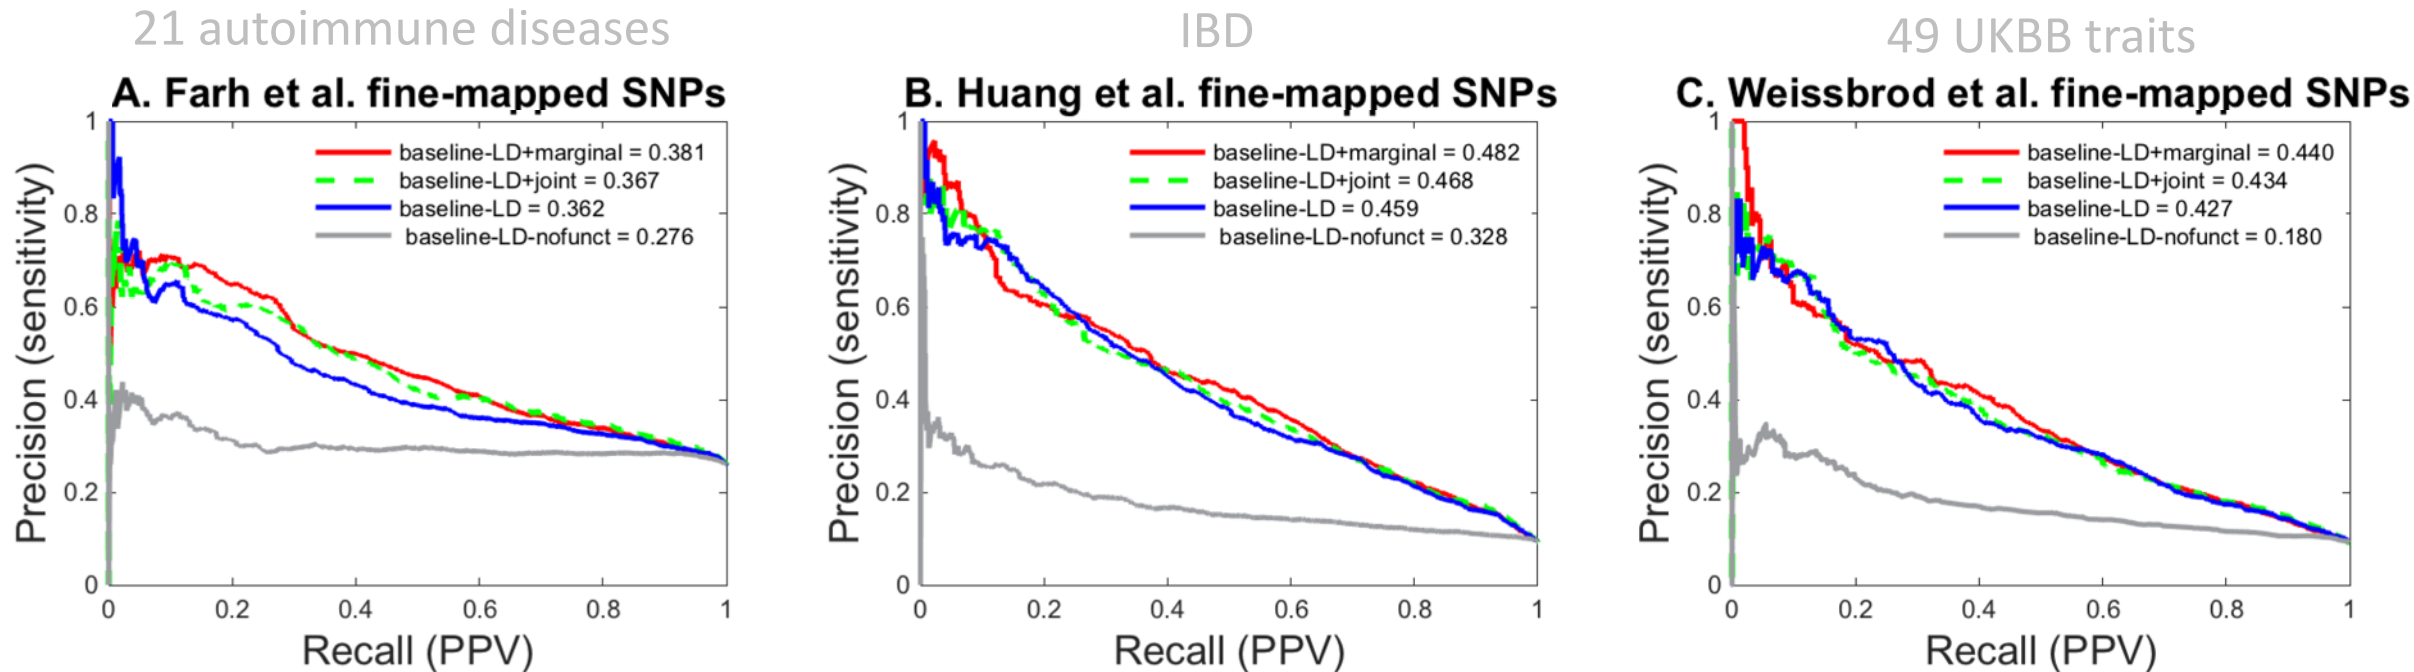 21 autoimmune diseases
A. Farh et al. fine-mapped SNPs
baseline-LD+marginal = 0.381
baseline-LD+joint = 0.367
baseline-LD = 0.362
baseline-LD-nofunct = 0.276
Precision (sensitivity)
1
0.8
0.6
0.4
0.2
0
0 0.2 0.4 0.6 0.8 1
Recall (PPV)
IBD
B. Huang et al. fine-mapped SNPs
baseline-LD+marginal = 0.482
baseline-LD+joint = 0.468
baseline-LD = 0.459
baseline-LD-nofunct = 0.328
Precision (sensitivity)
1
0.8
0.6
0.4
0.2
0
0 0.2 0.4 0.6 0.8 1
Recall (PPV)
49 UKBB traits
C. Weissbrod et al. fine-mapped SNPs
baseline-LD+marginal = 0.440
baseline-LD+joint = 0.434
baseline-LD = 0.427
baseline-LD-nofunct = 0.180
Precision (sensitivity)
1
0.8
0.6
0.4
0.2
0
0 0.2 0.4 0.6 0.8 1
Recall (PPV)